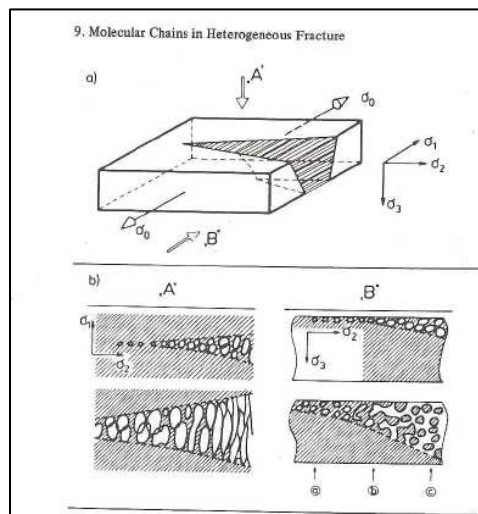 9. Molecular Chains in Heterogeneous Fracture
a)
"A"
σ₀
σ₁
σ₂
σ₃
σ₀
"B"
b)
"A"
"B"
σ₁
σ₂
σ₂
σ₃
ⓐ ⓑ ⓒ